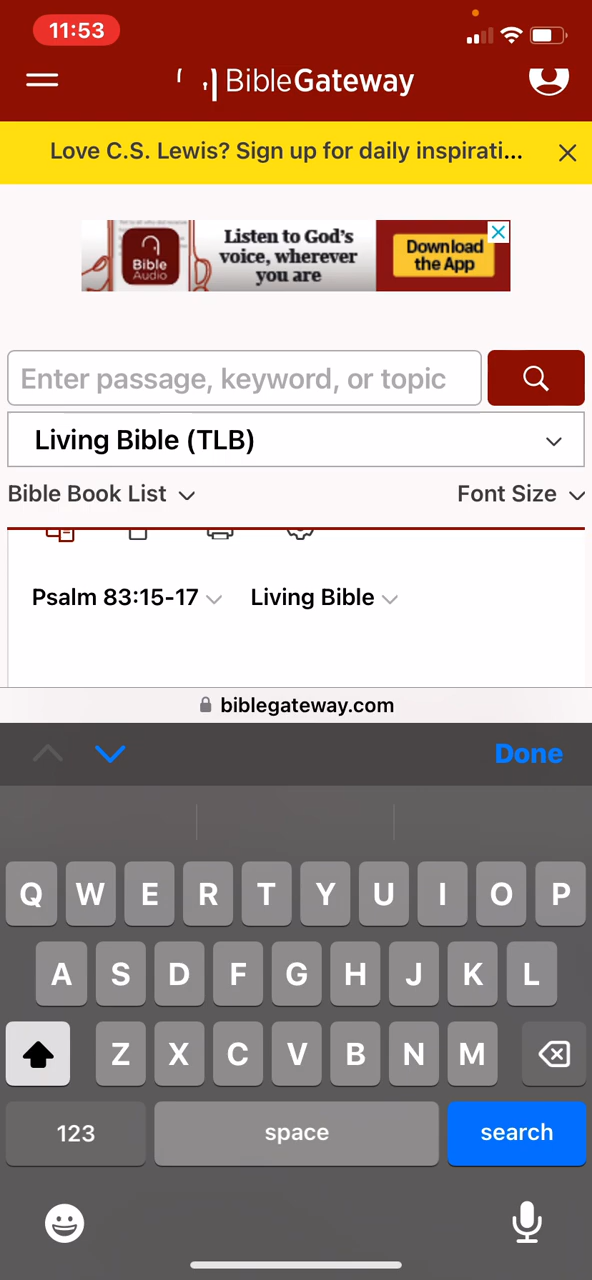 11:53
BibleGateway
Love C.S. Lewis? Sign up for daily inspirati...
Bible
Audio
Listen to God's
voice, wherever
you are
Download
the App
Enter passage, keyword, or topic
Living Bible (TLB)
Bible Book List
Font Size
Psalm 83:15-17
Living Bible
biblegateway.com
Done
Q W E R T Y U I O P
A S D F G H J K L
Z X C V B N M
123
space
search